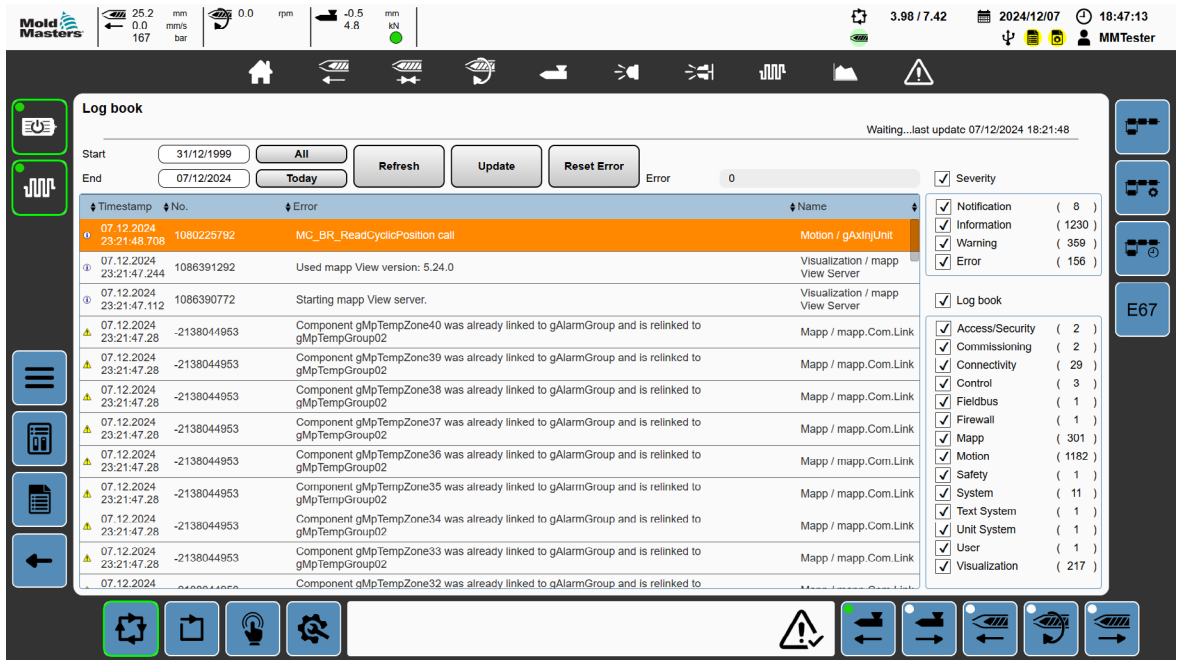 Mold
Masters
25.2 mm
0.0 mm/s
167 bar
0.0 rpm
-0.5 mm
4.8 kN
3.98 / 7.42
2024/12/07
18:47:13
MMTester
Log book
Waiting...last update 07/12/2024 18:21:48
Start 31/12/1999 All
End 07/12/2024 Today
Refresh
Update
Reset Error
Error 0
Timestamp No. Error Name
07.12.2024
23:21:48.708 1080225792 MC_BR_ReadCyclicPosition call Motion / gAxInjUnit
07.12.2024
23:21:47.244 1086391292 Used mapp View version: 5.24.0 Visualization / mapp
View Server
07.12.2024
23:21:47.112 1086390772 Starting mapp View server. Visualization / mapp
View Server
07.12.2024
23:21:47.28 -2138044953 Component gMpTempZone40 was already linked to gAlarmGroup and is relinked to
gMpTempGroup02 Mapp / mapp.Com.Link
07.12.2024
23:21:47.28 -2138044953 Component gMpTempZone39 was already linked to gAlarmGroup and is relinked to
gMpTempGroup02 Mapp / mapp.Com.Link
07.12.2024
23:21:47.28 -2138044953 Component gMpTempZone38 was already linked to gAlarmGroup and is relinked to
gMpTempGroup02 Mapp / mapp.Com.Link
07.12.2024
23:21:47.28 -2138044953 Component gMpTempZone37 was already linked to gAlarmGroup and is relinked to
gMpTempGroup02 Mapp / mapp.Com.Link
07.12.2024
23:21:47.28 -2138044953 Component gMpTempZone36 was already linked to gAlarmGroup and is relinked to
gMpTempGroup02 Mapp / mapp.Com.Link
07.12.2024
23:21:47.28 -2138044953 Component gMpTempZone35 was already linked to gAlarmGroup and is relinked to
gMpTempGroup02 Mapp / mapp.Com.Link
07.12.2024
23:21:47.28 -2138044953 Component gMpTempZone34 was already linked to gAlarmGroup and is relinked to
gMpTempGroup02 Mapp / mapp.Com.Link
07.12.2024
23:21:47.28 -2138044953 Component gMpTempZone33 was already linked to gAlarmGroup and is relinked to
gMpTempGroup02 Mapp / mapp.Com.Link
07.12.2024 Component gMpTempZone32 was already linked to gAlarmGroup and is relinked to
Severity
Notification ( 8 )
Information ( 1230 )
Warning ( 359 )
Error ( 156 )
Log book
Access/Security ( 2 )
Commissioning ( 2 )
Connectivity ( 29 )
Control ( 3 )
Fieldbus ( 1 )
Firewall ( 1 )
Mapp ( 301 )
Motion ( 1182 )
Safety ( 1 )
System ( 11 )
Text System ( 1 )
Unit System ( 1 )
User ( 1 )
Visualization ( 217 )
E67